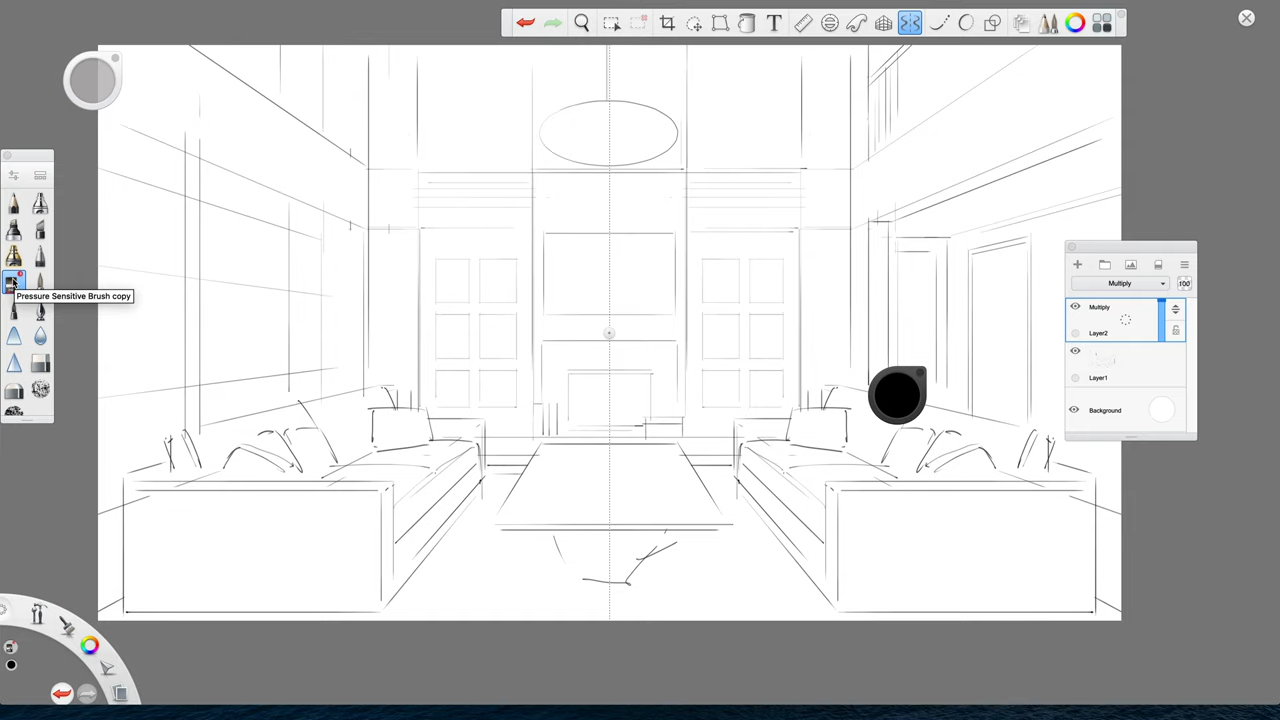 T
Pressure Sensitive Brush copy
Multiply
100
Multiply
Layer2
Layer1
Background